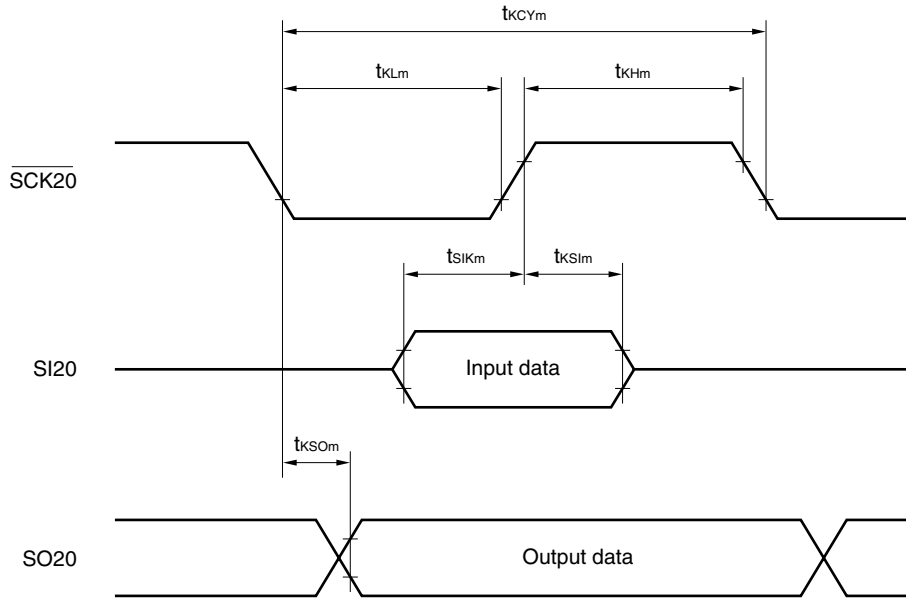 tKCYm
tKLm
tKHm
SCK20
tSIKm
tKSIm
SI20
Input data
tKSOm
SO20
Output data